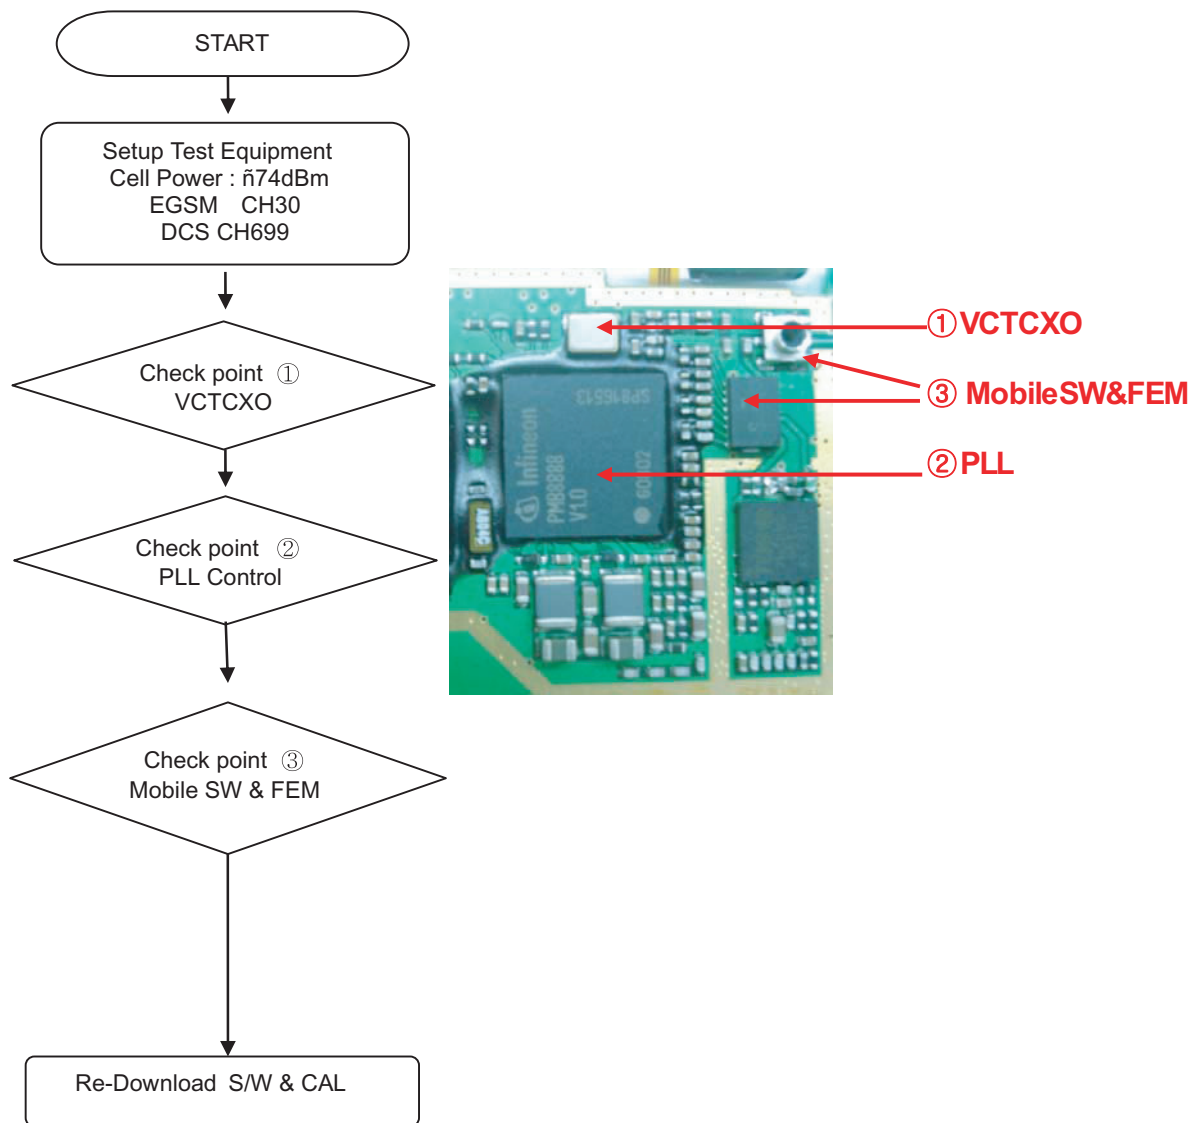 START
Setup Test Equipment
Cell Power : ñ74dBm
EGSM CH30
DCS CH699
Check point ①
VCTCXO
Check point ②
PLL Control
Check point ③
Mobile SW & FEM
Re-Download S/W & CAL
①VCTCXO
③ MobileSW&FEM
②PLL
SP816513
Infineon
PMB8888
V1.0
60002